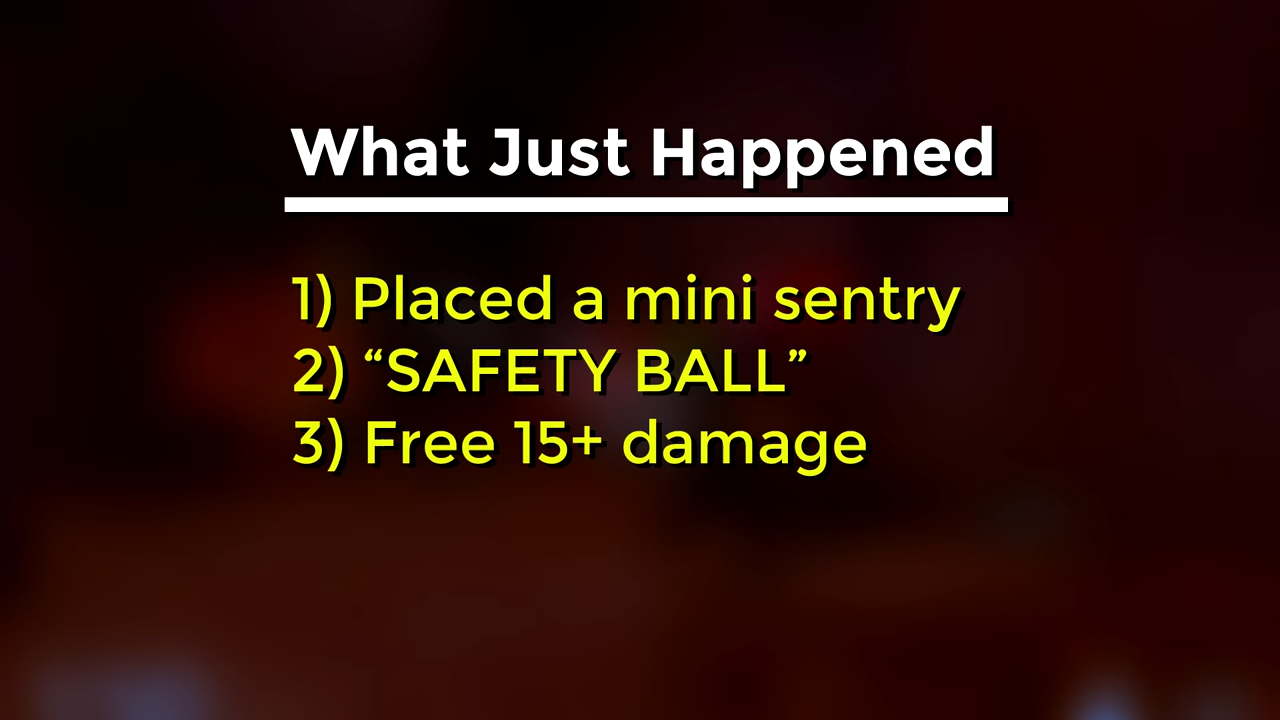 What Just Happened
1) Placed a mini sentry
2) “SAFETY BALL”
3) Free 15+ damage